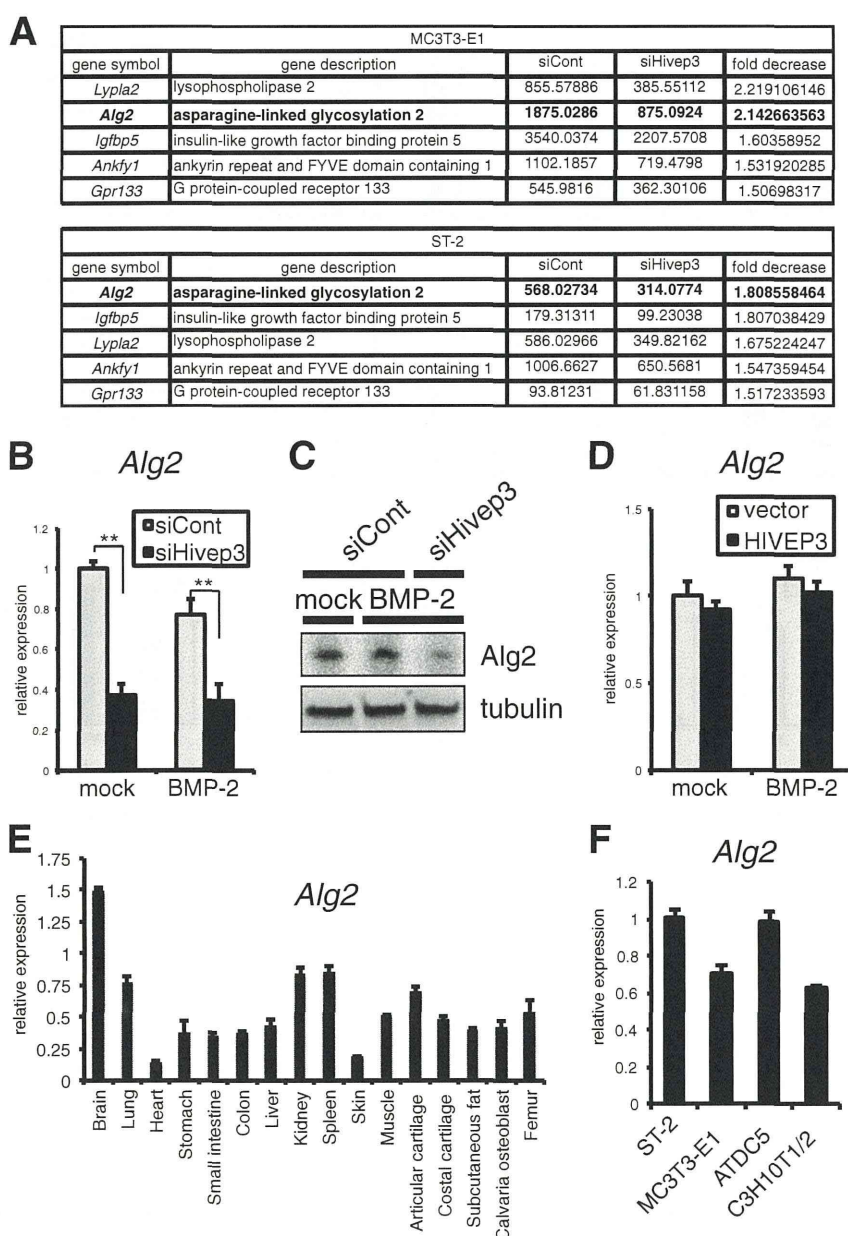 A
MC3T3-E1
gene symbol gene description siCont siHivep3 fold decrease
Lypla2 lysophospholipase 2 855.57886 385.55112 2.219106146
Alg2 asparagine-linked glycosylation 2 1875.0286 875.0924 2.142663563
Igfbp5 insulin-like growth factor binding protein 5 3540.0374 2207.5708 1.60358952
Ankfy1 ankyrin repeat and FYVE domain containing 1 1102.1857 719.4798 1.531920285
Gpr133 G protein-coupled receptor 133 545.9816 362.30106 1.50698317
ST-2
gene symbol gene description siCont siHivep3 fold decrease
Alg2 asparagine-linked glycosylation 2 568.02734 314.0774 1.808558464
Igfbp5 insulin-like growth factor binding protein 5 179.31311 99.23038 1.807038429
Lypla2 lysophospholipase 2 586.02966 349.82162 1.675224247
Ankfy1 ankyrin repeat and FYVE domain containing 1 1006.6627 650.5681 1.547359454
Gpr133 G protein-coupled receptor 133 93.81231 61.831158 1.517233593
B
Alg2
relative expression
1.2
1
0.8
0.6
0.4
0.2
0
**
**
siCont
siHivep3
mock
BMP-2
C
siCont
siHivep3
mock BMP-2
Alg2
tubulin
D
Alg2
relative expression
1.5
1
0.5
0
vector
HIVEP3
mock
BMP-2
E
Alg2
relative expression
1.75
1.5
1.25
1
0.75
0.5
0.25
0
Brain
Lung
Heart
Stomach
Small intestine
Colon
Liver
Kidney
Spleen
Skin
Muscle
Articular cartilage
Costal cartilage
Subcutaneous fat
Calvaria osteoblast
Femur
F
Alg2
relative expression
1.2
1
0.8
0.6
0.4
0.2
0
ST-2
MC3T3-E1
ATDC5
C3H10T1/2